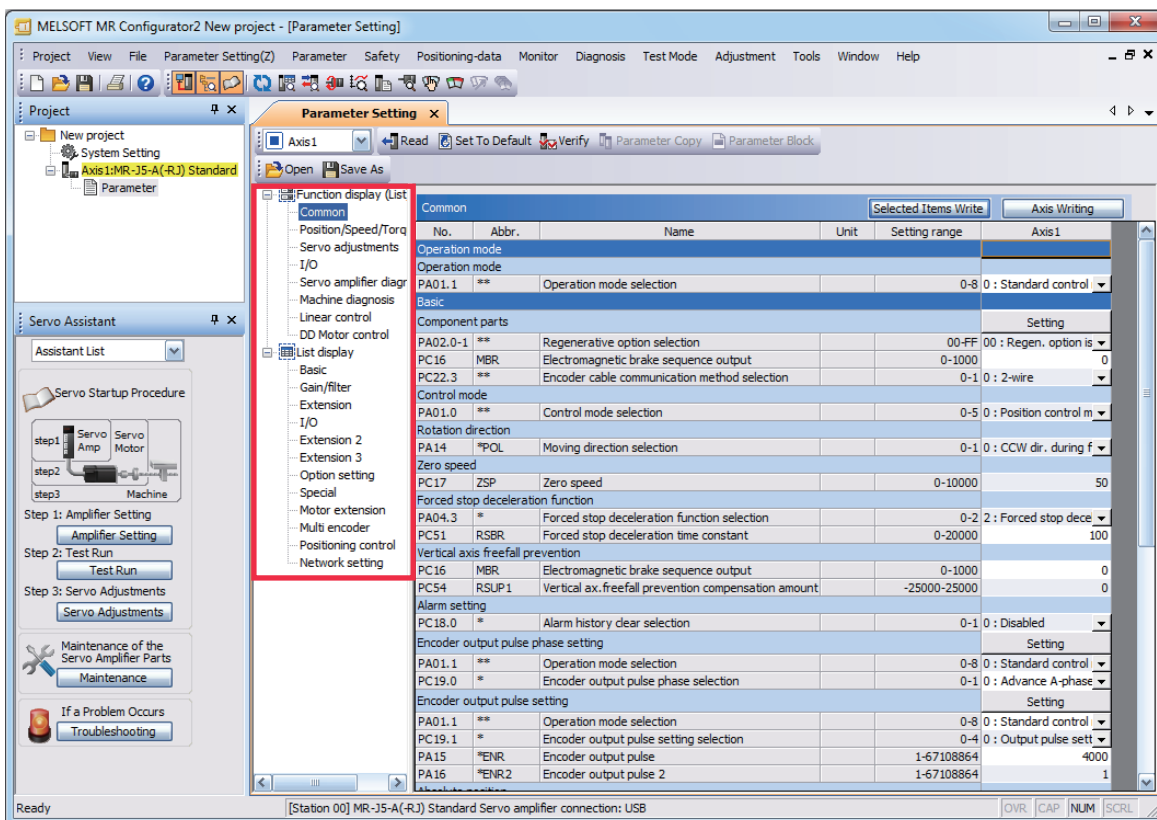 MELSOFT MR Configurator2 New project - [Parameter Setting]
Project View File Parameter Setting(Z) Parameter Safety Positioning-data Monitor Diagnosis Test Mode Adjustment Tools Window Help
Project
New project
System Setting
Axis1:MR-J5-A(-RJ) Standard
Parameter
Servo Assistant
Assistant List
Servo Startup Procedure
step1 Servo Amp Servo Motor
step2
step3 Machine
Step 1: Amplifier Setting
Amplifier Setting
Step 2: Test Run
Test Run
Step 3: Servo Adjustments
Servo Adjustments
Maintenance of the
Servo Amplifier Parts
Maintenance
If a Problem Occurs
Troubleshooting
Parameter Setting
Axis1 Read Set To Default Verify Parameter Copy Parameter Block
Open Save As
Function display (List
Common
Position/Speed/Torq
Servo adjustments
I/O
Servo amplifier diagr
Machine diagnosis
Linear control
DD Motor control
List display
Basic
Gain/filter
Extension
I/O
Extension 2
Extension 3
Option setting
Special
Motor extension
Multi encoder
Positioning control
Network setting
Common Selected Items Write Axis Writing
No. Abbr. Name Unit Setting range Axis1
Operation mode
Operation mode
PA01.1 ** Operation mode selection 0-8 0 : Standard control
Basic
Component parts Setting
PA02.0-1 ** Regenerative option selection 00-FF 00 : Regen. option is
PC16 MBR Electromagnetic brake sequence output 0-1000 0
PC22.3 ** Encoder cable communication method selection 0-1 0 : 2-wire
Control mode
PA01.0 ** Control mode selection 0-5 0 : Position control m
Rotation direction
PA14 *POL Moving direction selection 0-1 0 : CCW dir. during f
Zero speed
PC17 ZSP Zero speed 0-10000 50
Forced stop deceleration function
PA04.3 * Forced stop deceleration function selection 0-2 2 : Forced stop dece
PC51 RSBR Forced stop deceleration time constant 0-20000 100
Vertical axis freefall prevention
PC16 MBR Electromagnetic brake sequence output 0-1000 0
PC54 RSUP1 Vertical ax.freefall prevention compensation amount -25000-25000 0
Alarm setting
PC18.0 * Alarm history clear selection 0-1 0 : Disabled
Encoder output pulse phase setting Setting
PA01.1 ** Operation mode selection 0-8 0 : Standard control
PC19.0 * Encoder output pulse phase selection 0-1 0 : Advance A-phase
Encoder output pulse setting Setting
PA01.1 ** Operation mode selection 0-8 0 : Standard control
PC19.1 * Encoder output pulse setting selection 0-4 0 : Output pulse sett
PA15 *ENR Encoder output pulse 1-67108864 4000
PA16 *ENR2 Encoder output pulse 2 1-67108864 1
Ready [Station 00] MR-J5-A(-RJ) Standard Servo amplifier connection: USB OVR CAP NUM SCRL